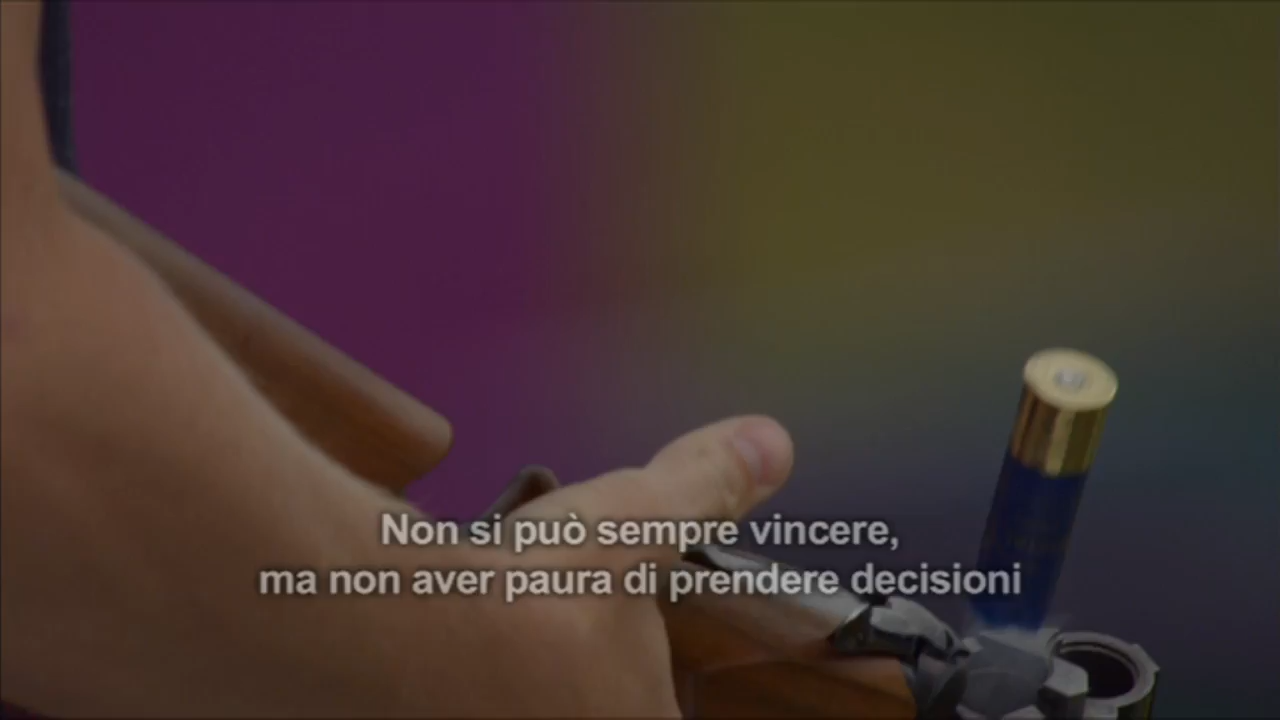 Non si può sempre vincere,
ma non aver paura di prendere decisioni